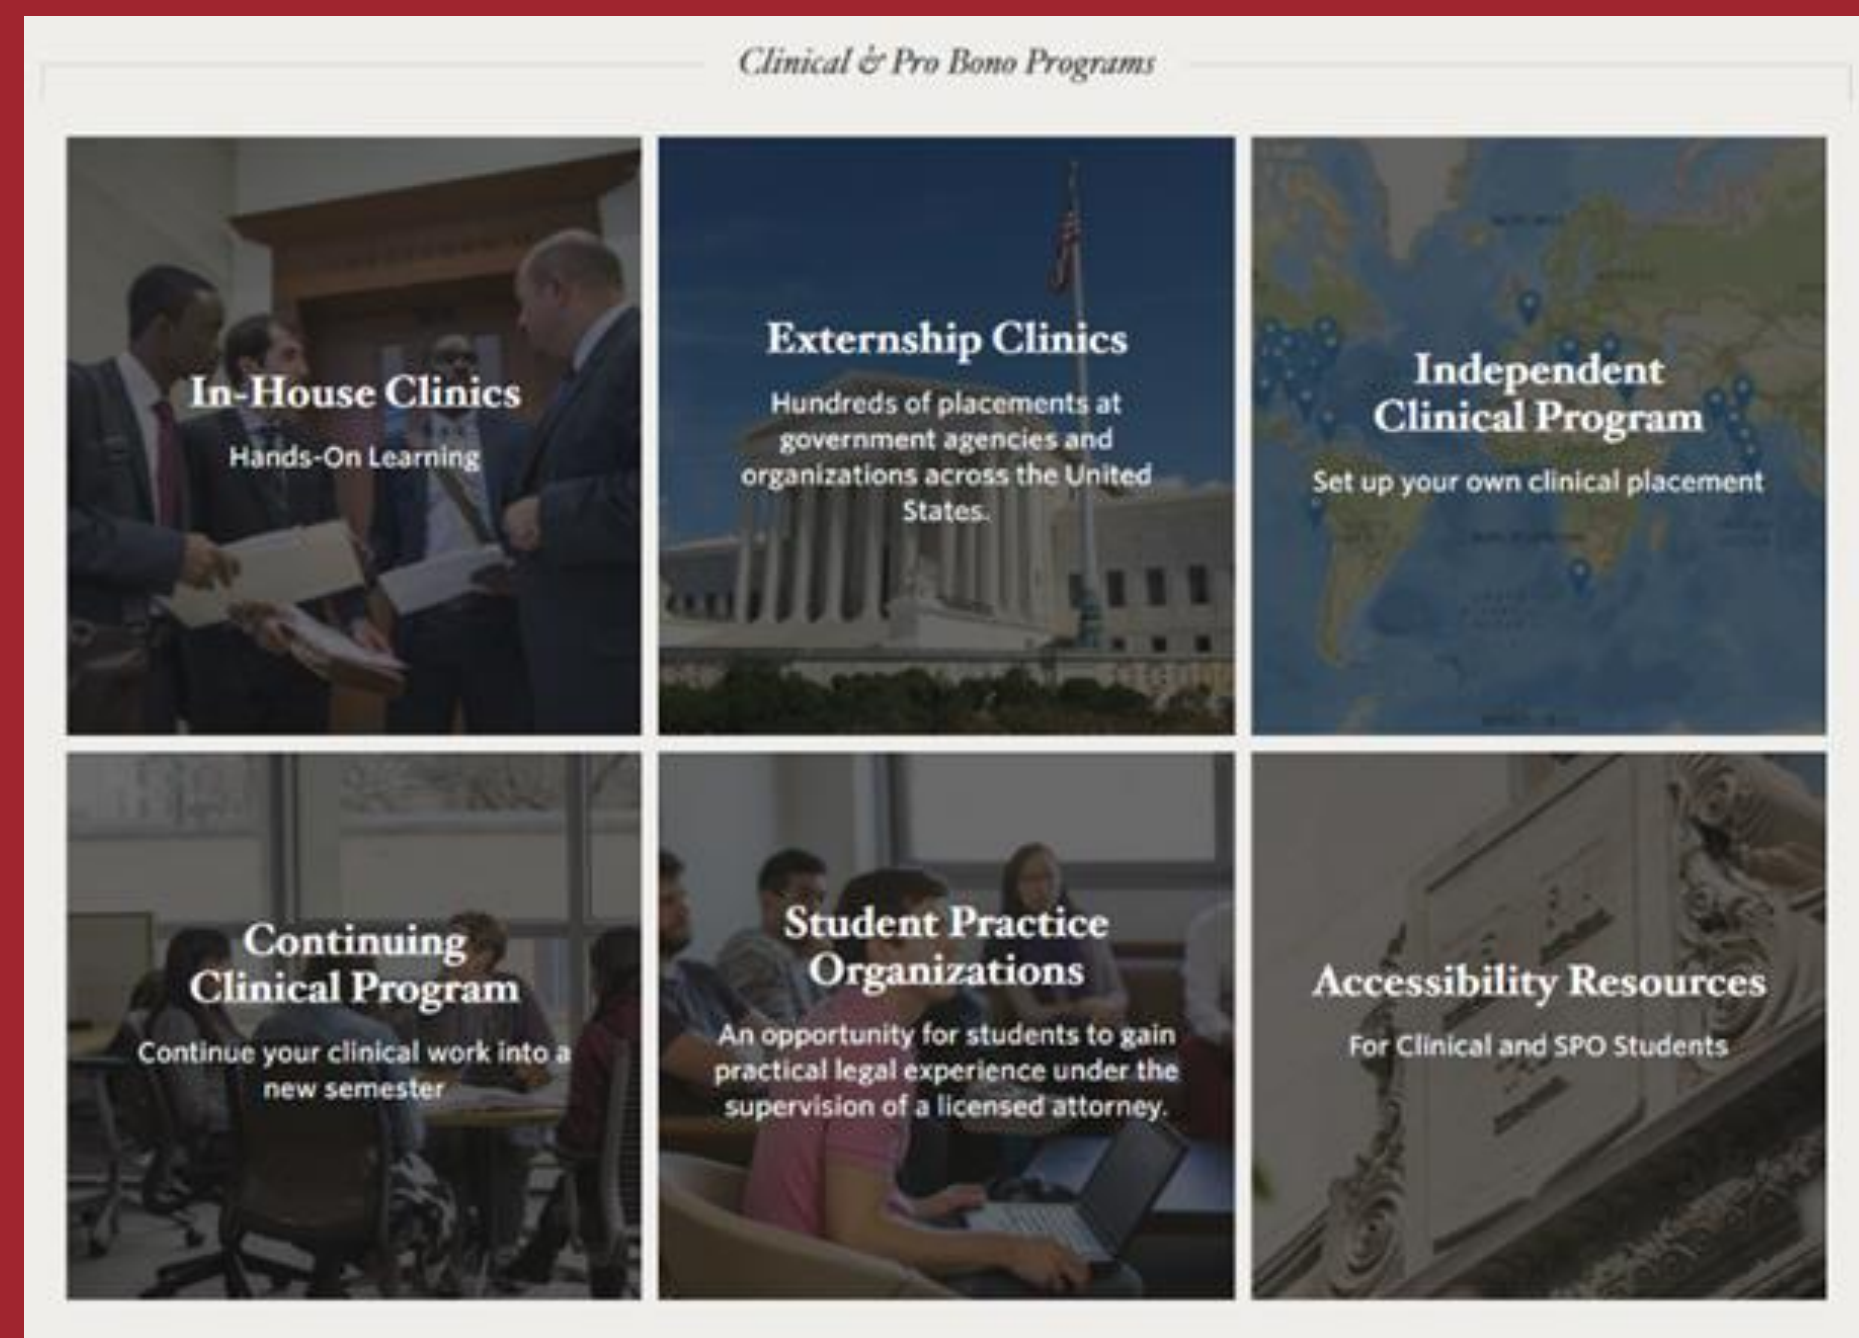 Clinical & Pro Bono Programs
In-House Clinics
Hands-On Learning
Externship Clinics
Hundreds of placements at
government agencies and
organizations across the United
States.
Independent
Clinical Program
Set up your own clinical placement
Continuing
Clinical Program
Continue your clinical work into a
new semester
Student Practice
Organizations
An opportunity for students to gain
practical legal experience under the
supervision of a licensed attorney.
Accessibility Resources
For Clinical and SPO Students